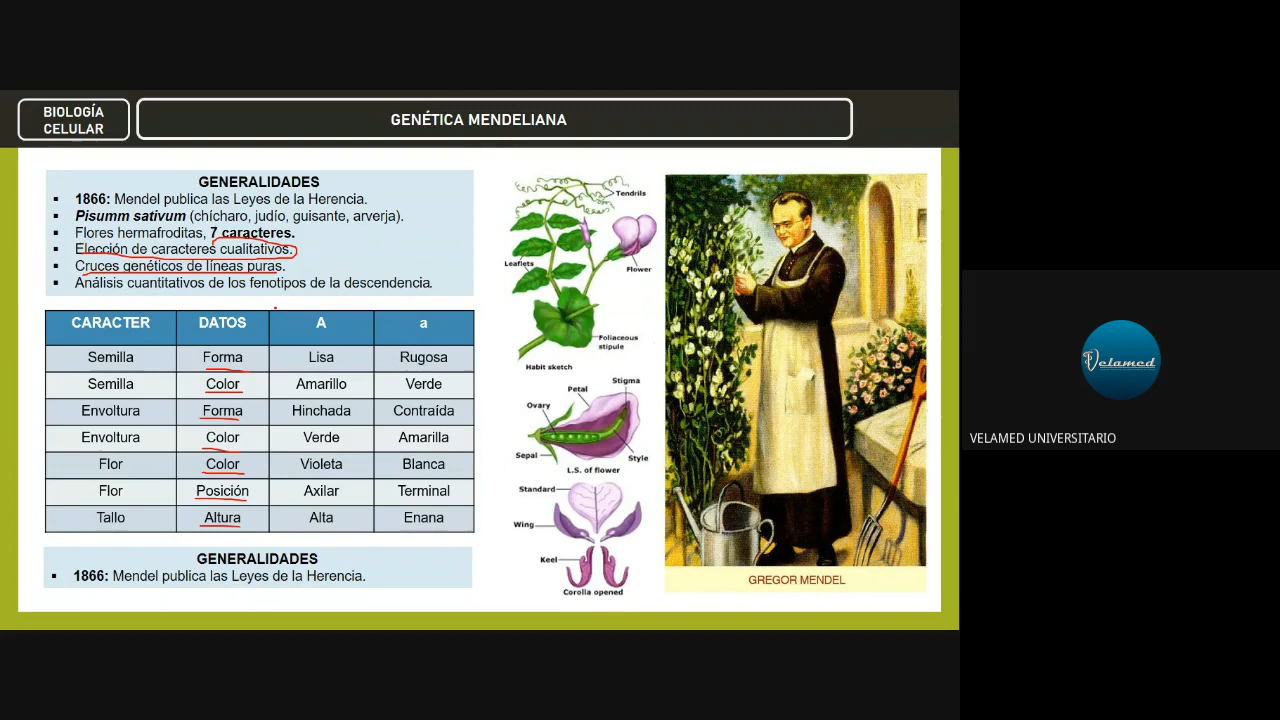 BIOLOGÍA
CELULAR
GENÉTICA MENDELIANA
GENERALIDADES
▪ 1866: Mendel publica las Leyes de la Herencia.
▪ Pisumm sativum (chícharo, judío, guisante, arverja).
▪ Flores hermafroditas, 7 caracteres.
▪ Elección de caracteres cualitativos.
▪ Cruces genéticos de líneas puras.
▪ Análisis cuantitativos de los fenotipos de la descendencia.
CARACTER DATOS A a
Semilla Forma Lisa Rugosa
Semilla Color Amarillo Verde
Envoltura Forma Hinchada Contraída
Envoltura Color Verde Amarilla
Flor Color Violeta Blanca
Flor Posición Axilar Terminal
Tallo Altura Alta Enana
GENERALIDADES
▪ 1866: Mendel publica las Leyes de la Herencia.
Tendrils
Leaflets
Flower
Foliaceous
stipule
Habit sketch
Stigma
Petal
Ovary
Sepal
Style
L.S. of flower
Standard
Wing
Keel
Corolla opened
GREGOR MENDEL
Velamed
VELAMED UNIVERSITARIO